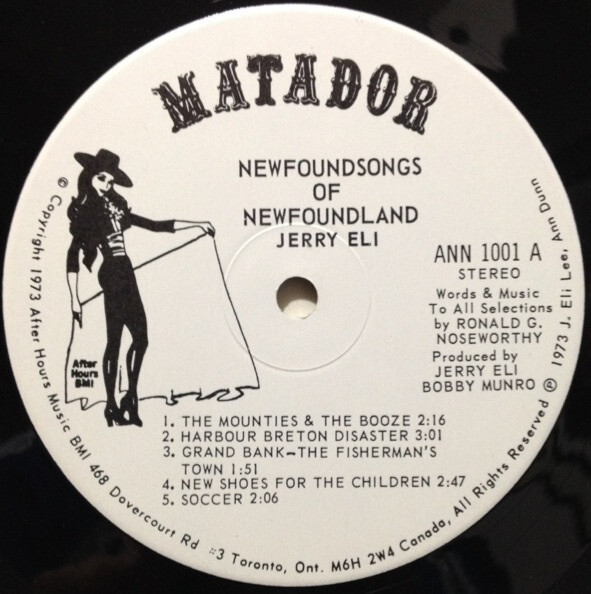 MATADOR
NEWFOUNDSONGS
OF
NEWFOUNDLAND
JERRY ELI
ANN 1001 A
STEREO
Words & Music
To All Selections
by RONALD G.
NOSEWORTHY
Produced by
JERRY ELI
BOBBY MUNRO
After
Hours
BMI
1. THE MOUNTIES & THE BOOZE 2:16
2. HARBOUR BRETON DISASTER 3:01
3. GRAND BANK-THE FISHERMAN'S
TOWN 1:51
4. NEW SHOES FOR THE CHILDREN 2:47
5. SOCCER 2:06
© Copyright 1973 After Hours Music BMI 468 Dovercourt Rd #3 Toronto, Ont. M6H 2W4 Canada, All Rights Reserved ℗ 1973 J. Eli Lee, Ann Dunn